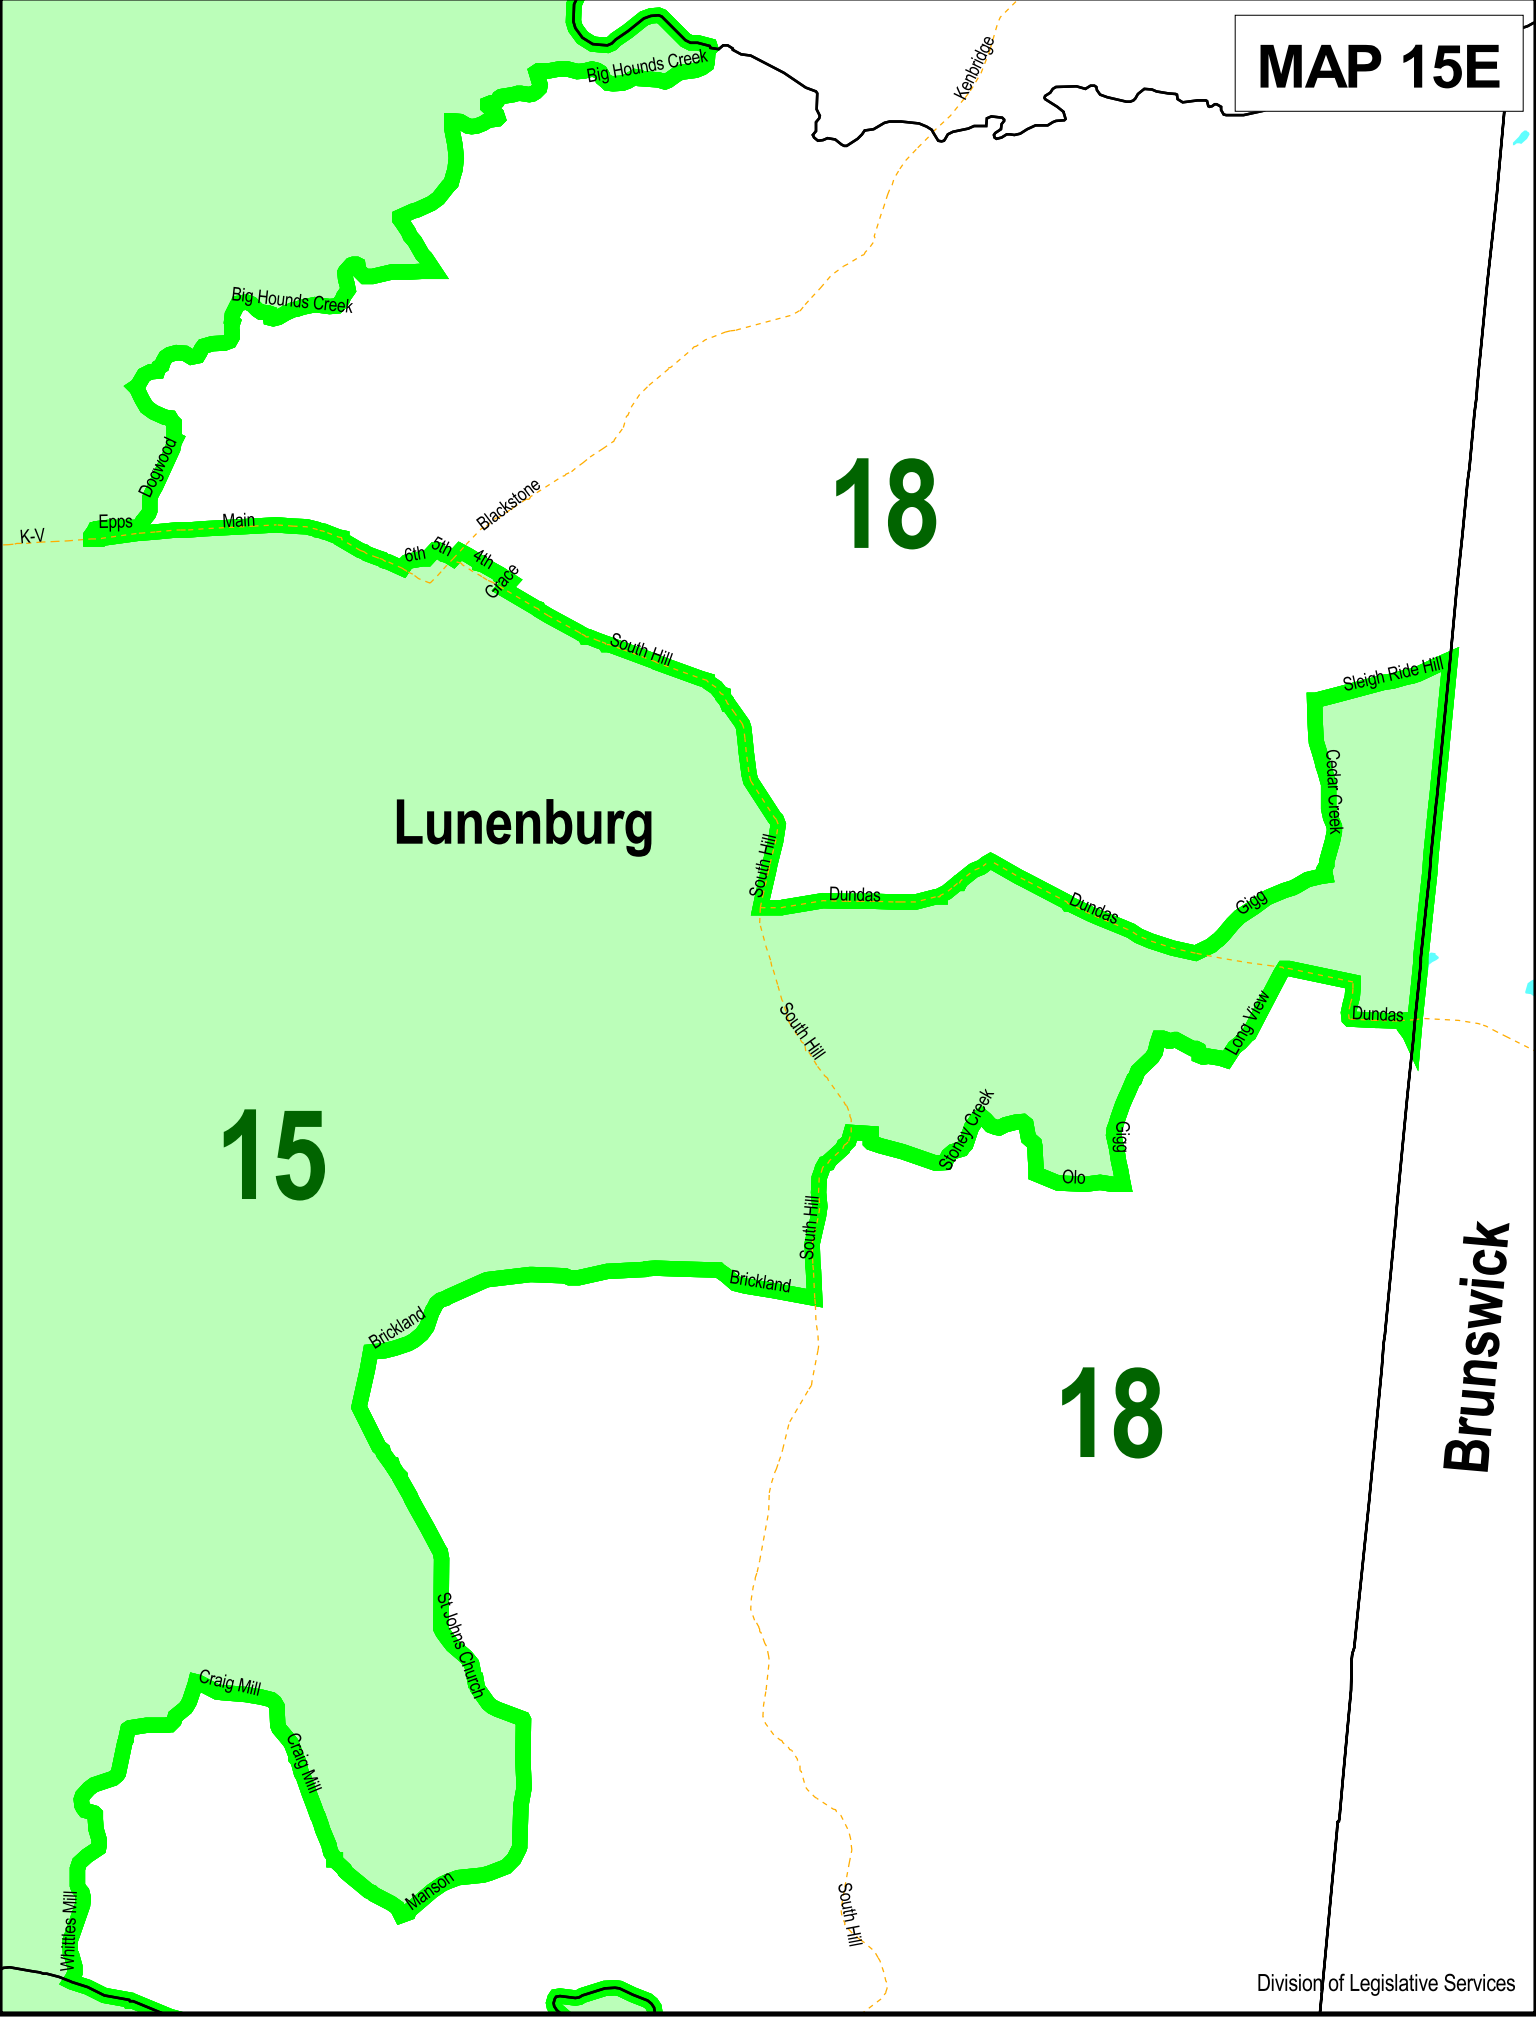 MAP 15E
Kenbridge
Big Hounds Creek
Big Hounds Creek
Dogwood
K-V
Epps
Main
6th
5th
4th
Grace
Blackstone
18
South Hill
Sleigh Ride Hill
Cedar Creek
Lunenburg
South Hill
Dundas
Dundas
Gigg
South Hill
Long View
Dundas
15
Stoney Creek
Gigg
Olo
South Hill
Brickland
Brickland
18
Brunswick
St Johns Church
Craig Mill
Craig Mill
Manson
Whittles Mill
South Hill
Division of Legislative Services